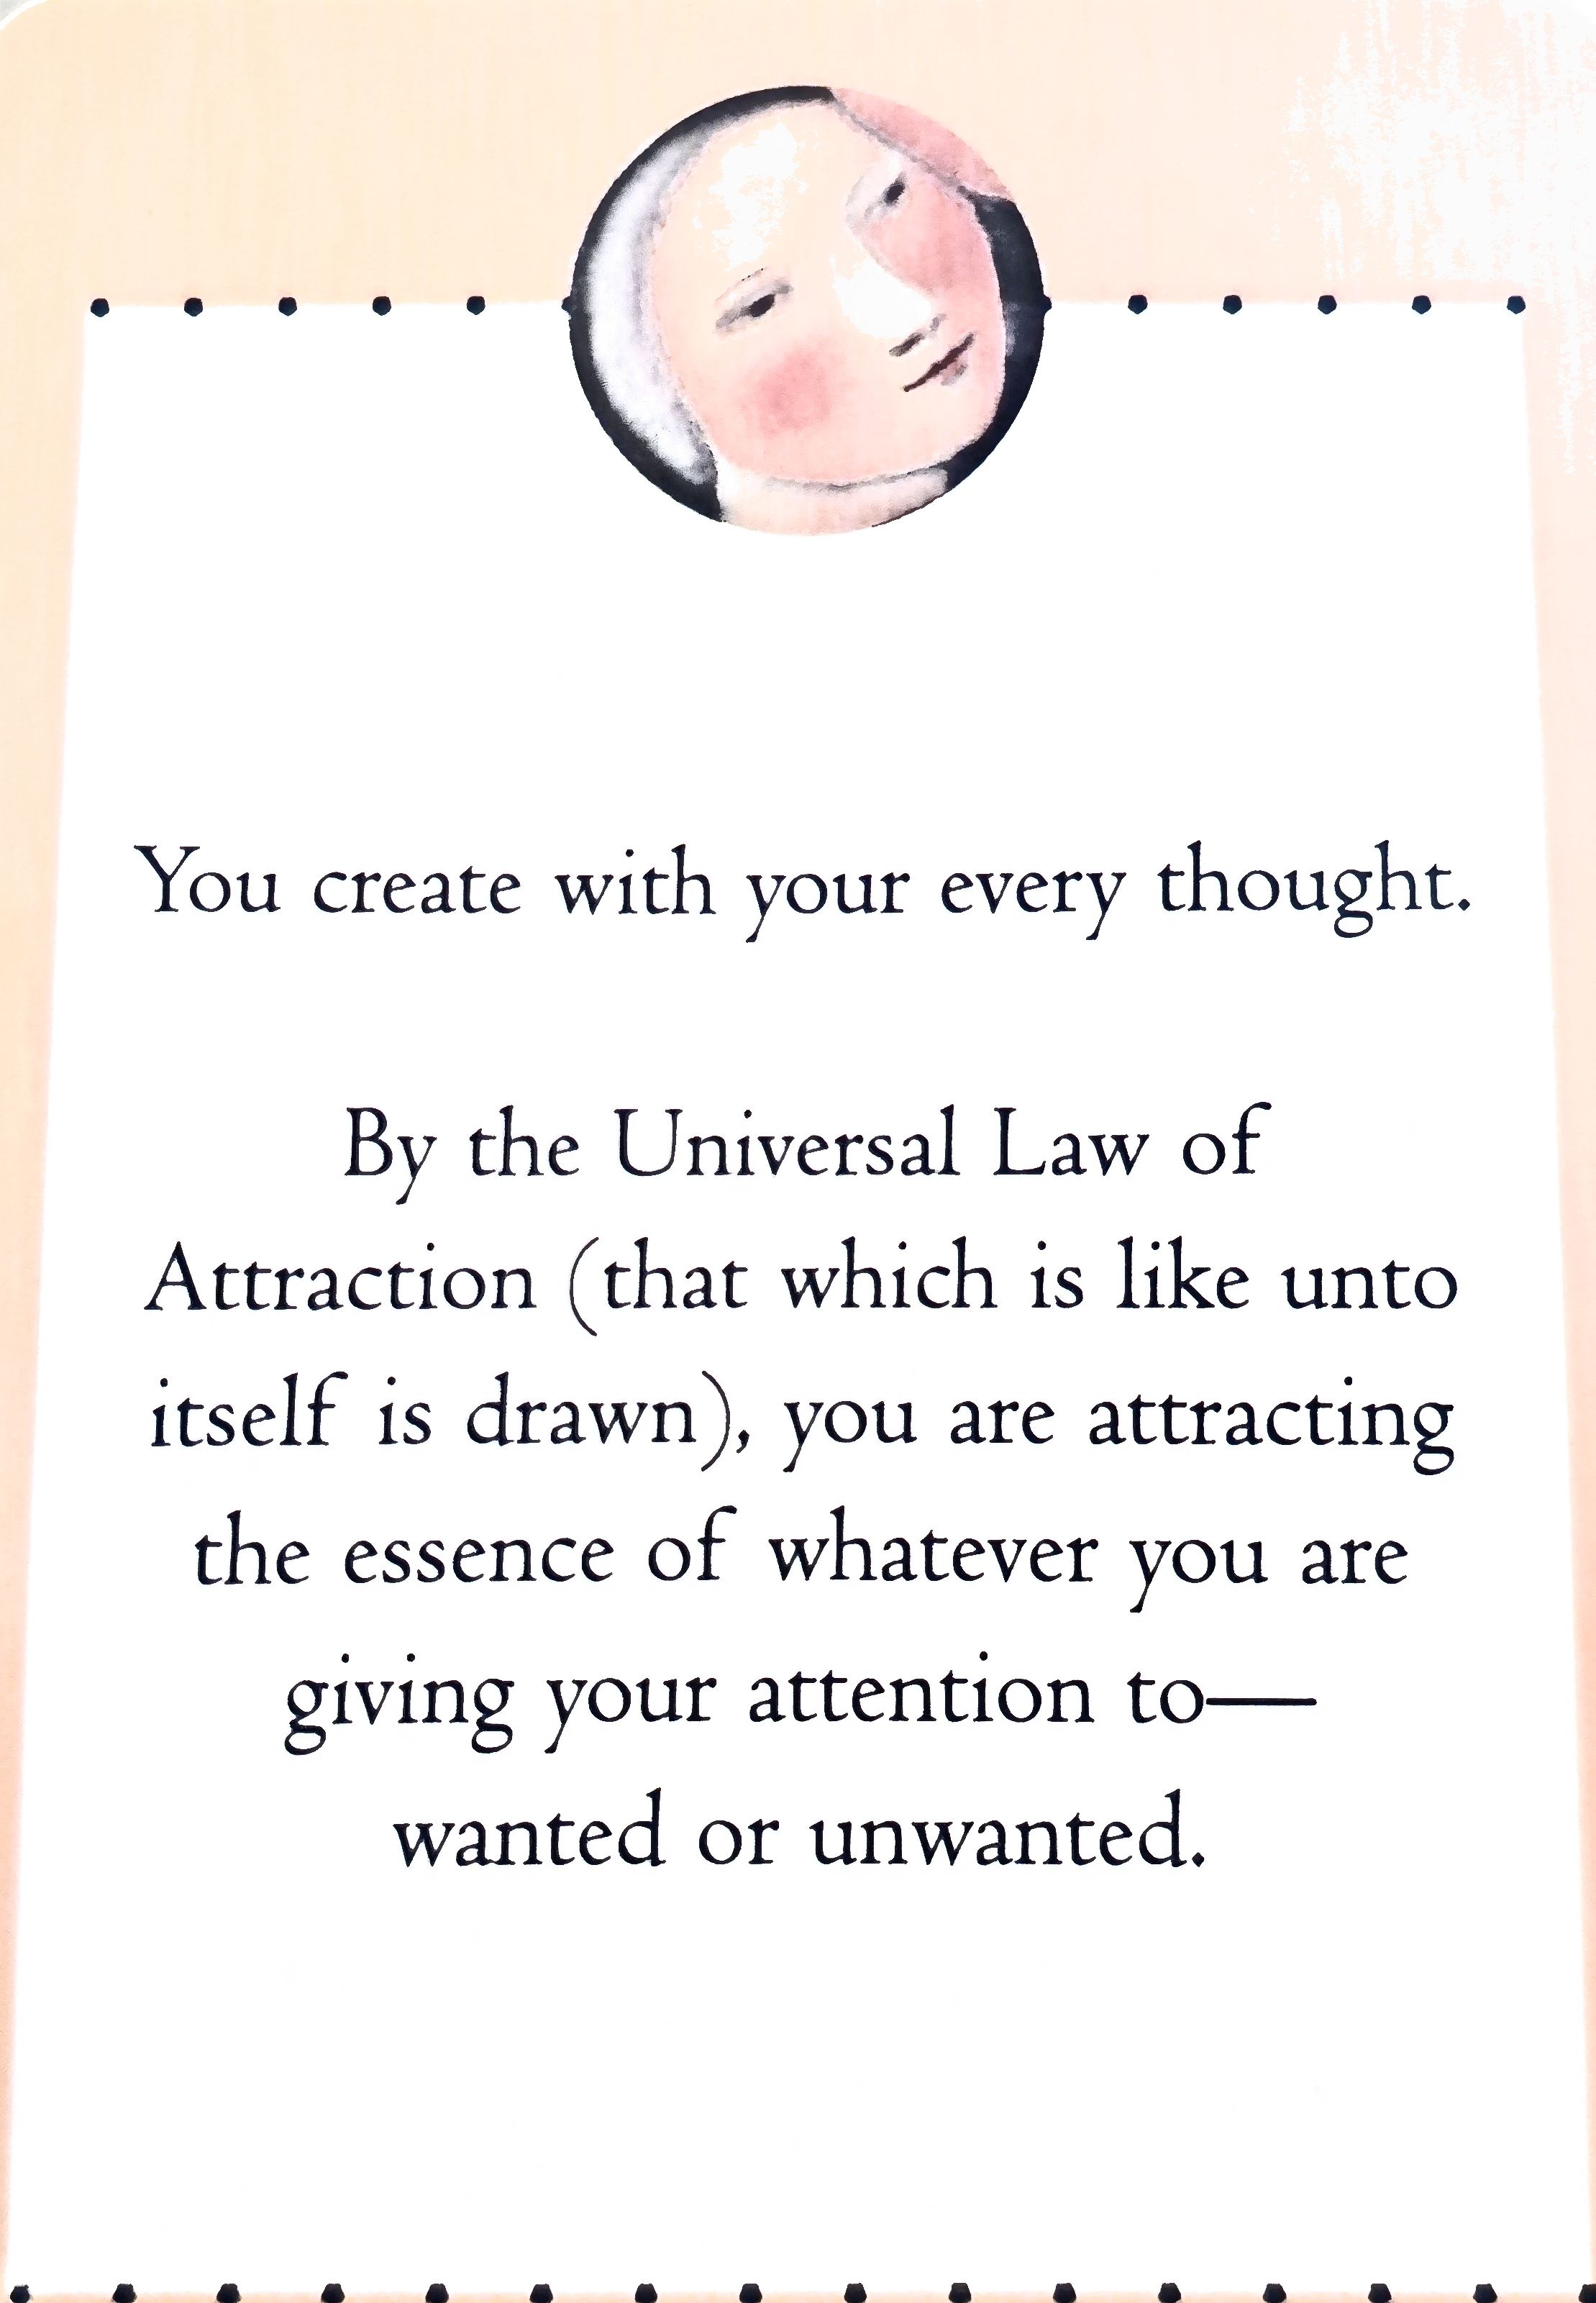 You create with your every thought.
By the Universal Law of
Attraction (that which is like unto
itself is drawn), you are attracting
the essence of whatever you are
giving your attention to—
wanted or unwanted.